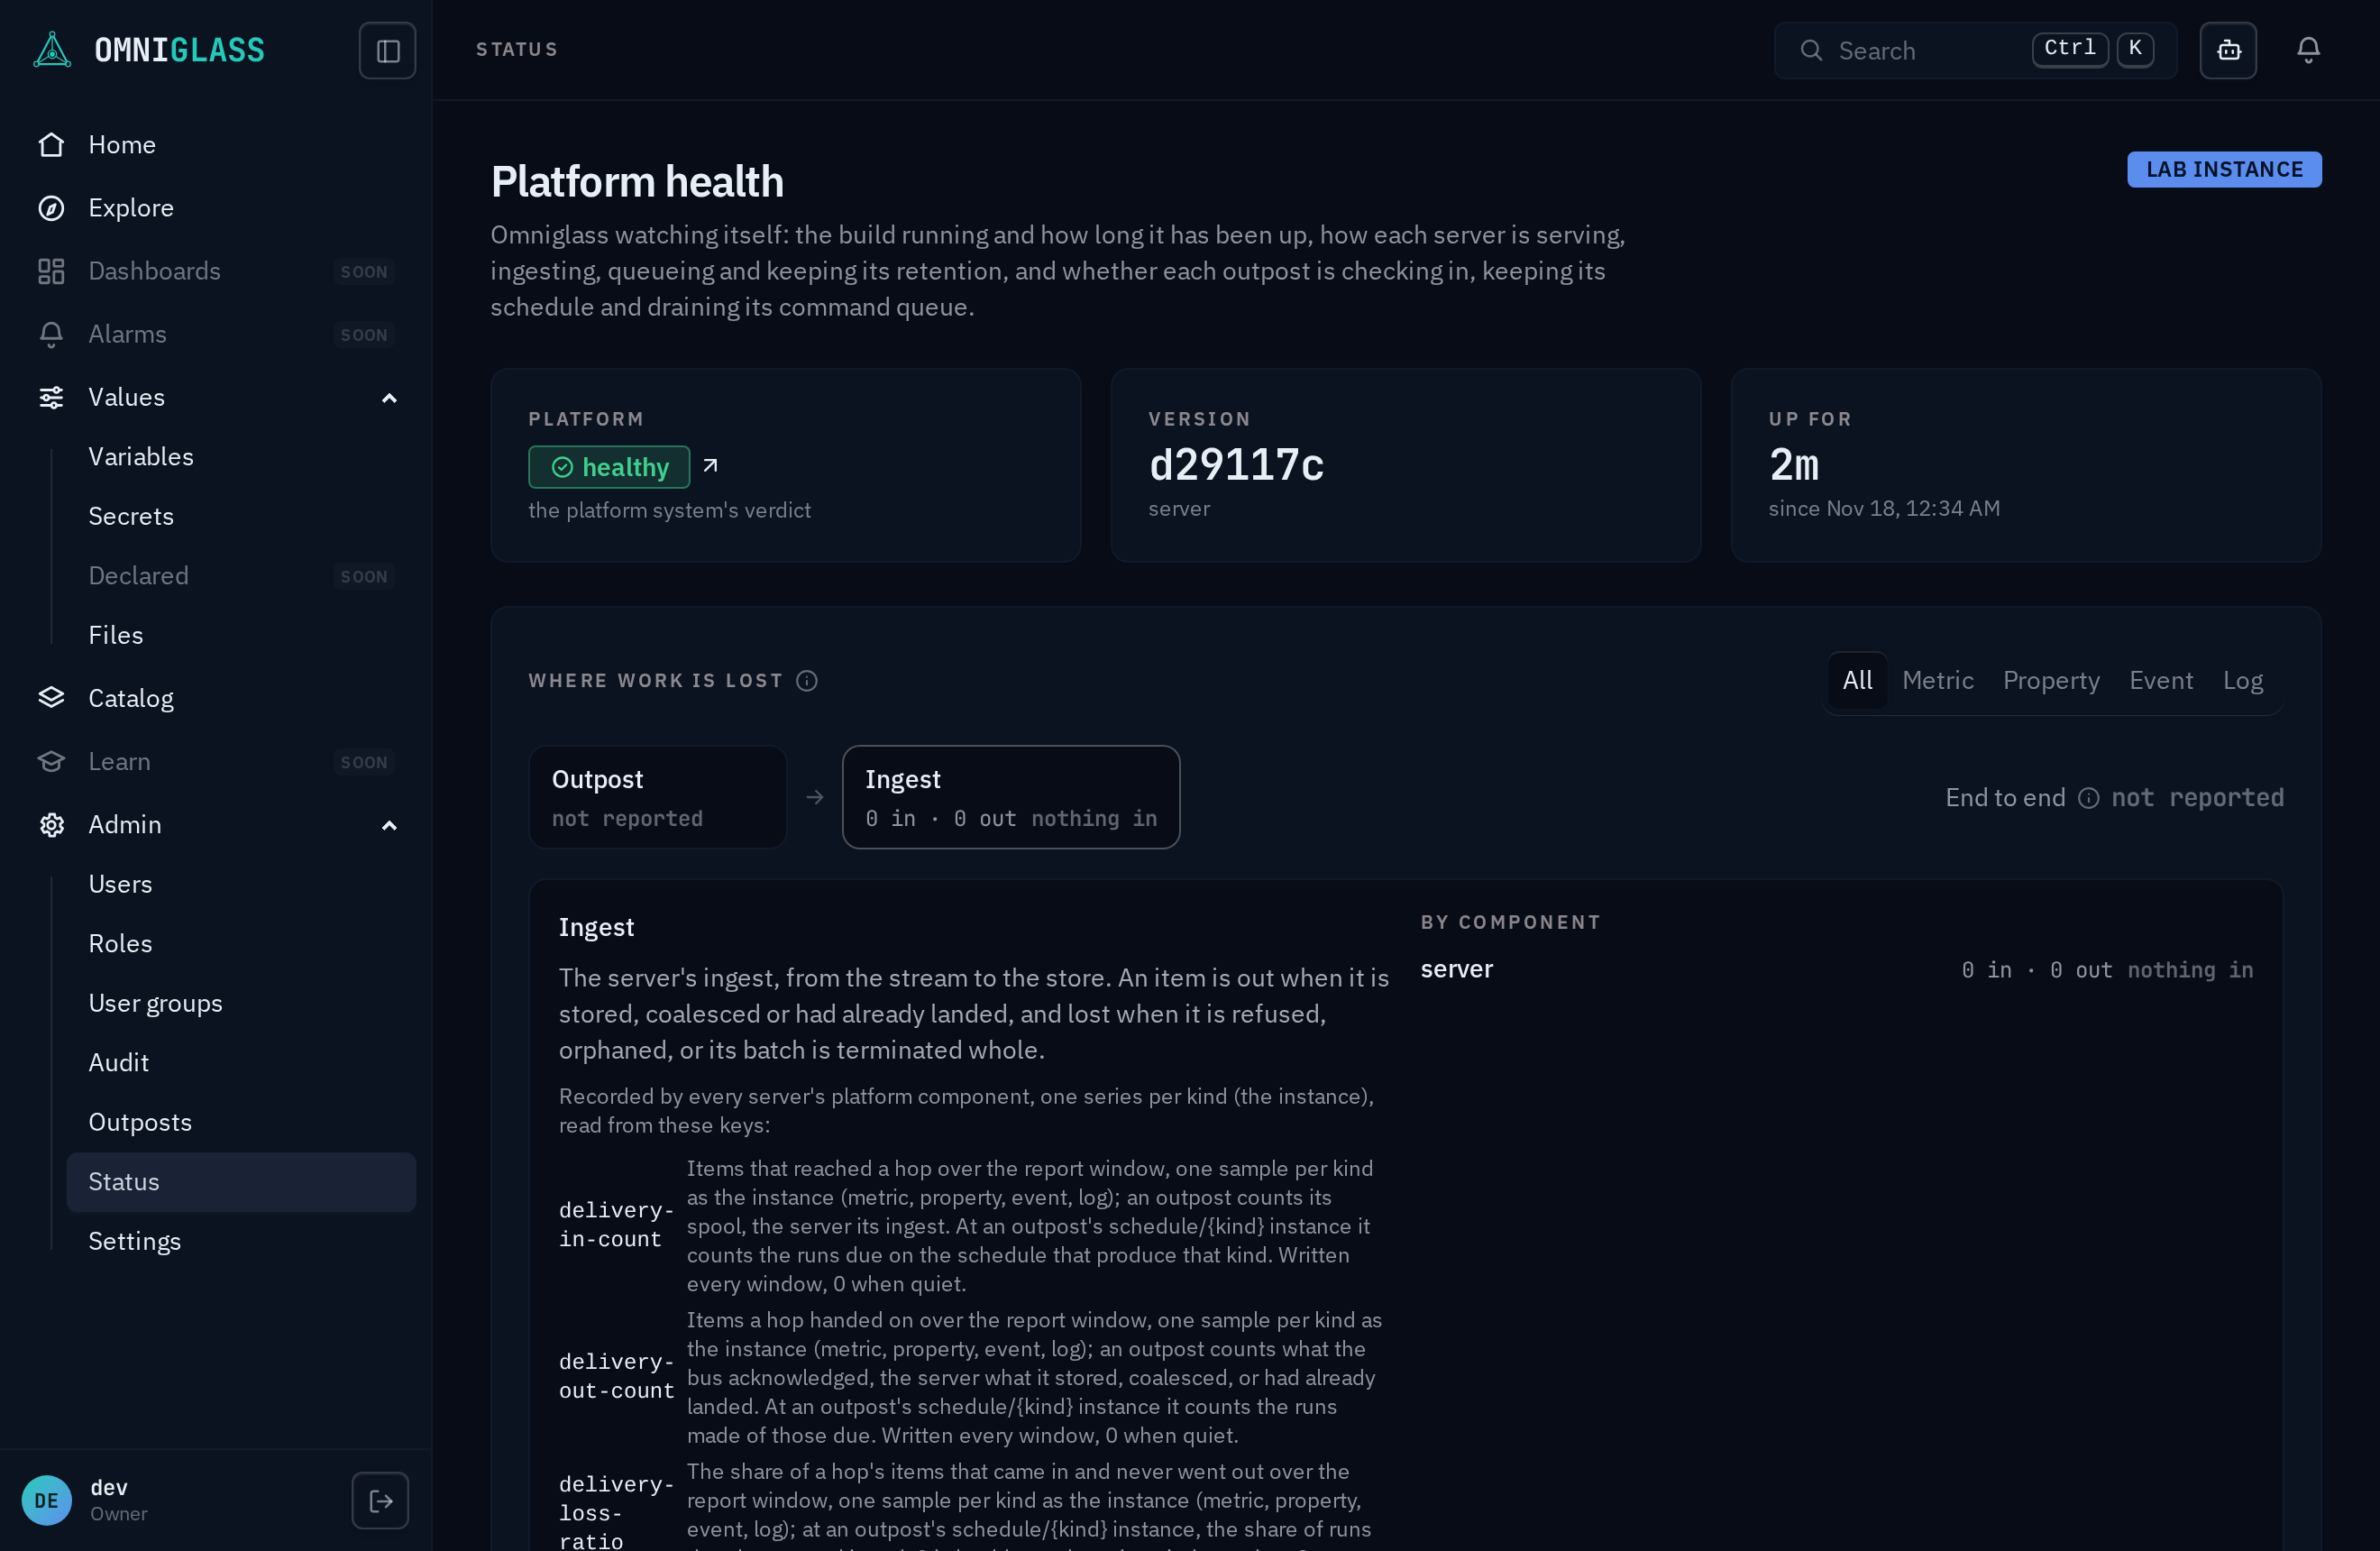 OMNIGLASS
STATUS
Search
Ctrl K
Home
Explore
Dashboards SOON
Alarms SOON
Values
Variables
Secrets
Declared SOON
Files
Catalog
Learn SOON
Admin
Users
Roles
User groups
Audit
Outposts
Status
Settings
DE
dev
Owner
Platform health
LAB INSTANCE
Omniglass watching itself: the build running and how long it has been up, how each server is serving,
ingesting, queueing and keeping its retention, and whether each outpost is checking in, keeping its
schedule and draining its command queue.
PLATFORM
healthy
the platform system's verdict
VERSION
d29117c
server
UP FOR
2m
since Nov 18, 12:34 AM
WHERE WORK IS LOST
All Metric Property Event Log
Outpost
not reported
Ingest
0 in · 0 out nothing in
End to end not reported
Ingest
The server's ingest, from the stream to the store. An item is out when it is
stored, coalesced or had already landed, and lost when it is refused,
orphaned, or its batch is terminated whole.
Recorded by every server's platform component, one series per kind (the instance),
read from these keys:
delivery-
in-count
Items that reached a hop over the report window, one sample per kind
as the instance (metric, property, event, log); an outpost counts its
spool, the server its ingest. At an outpost's schedule/{kind} instance it
counts the runs due on the schedule that produce that kind. Written
every window, 0 when quiet.
delivery-
out-count
Items a hop handed on over the report window, one sample per kind as
the instance (metric, property, event, log); an outpost counts what the
bus acknowledged, the server what it stored, coalesced, or had already
landed. At an outpost's schedule/{kind} instance it counts the runs
made of those due. Written every window, 0 when quiet.
delivery-
loss-
ratio
The share of a hop's items that came in and never went out over the
report window, one sample per kind as the instance (metric, property,
event, log); at an outpost's schedule/{kind} instance, the share of runs
BY COMPONENT
server
0 in · 0 out nothing in